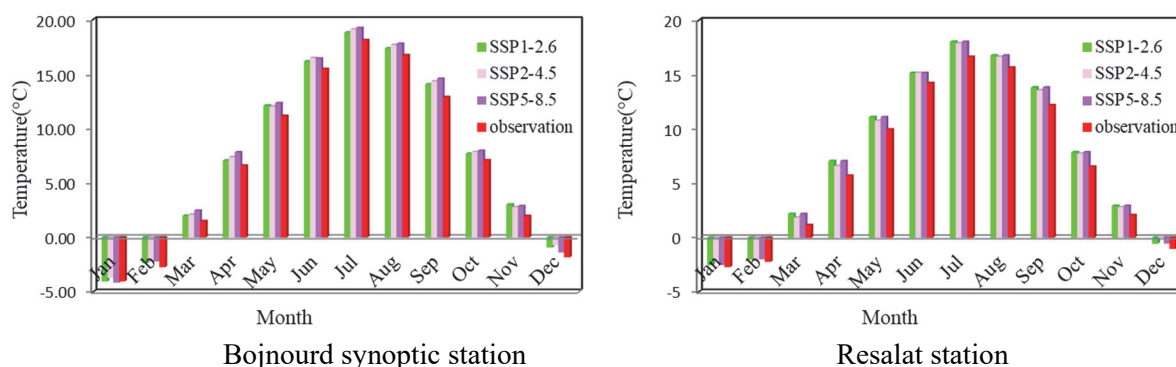 20.00
15.00
10.00
5.00
0.00
-5.00
Temperature(°C)
SSP1-2.6
SSP2-4.5
SSP5-8.5
observation
Jan Feb Mar Apr May Jun Jul Aug Sep Oct Nov Dec
Month
Bojnourd synoptic station
20
15
10
5
0
-5
Temperature(°C)
SSP1-2.6
SSP2-4.5
SSP5-8.5
observation
Jan Feb Mar Apr May Jun Jul Aug Sep Oct Nov Dec
Month
Resalat station